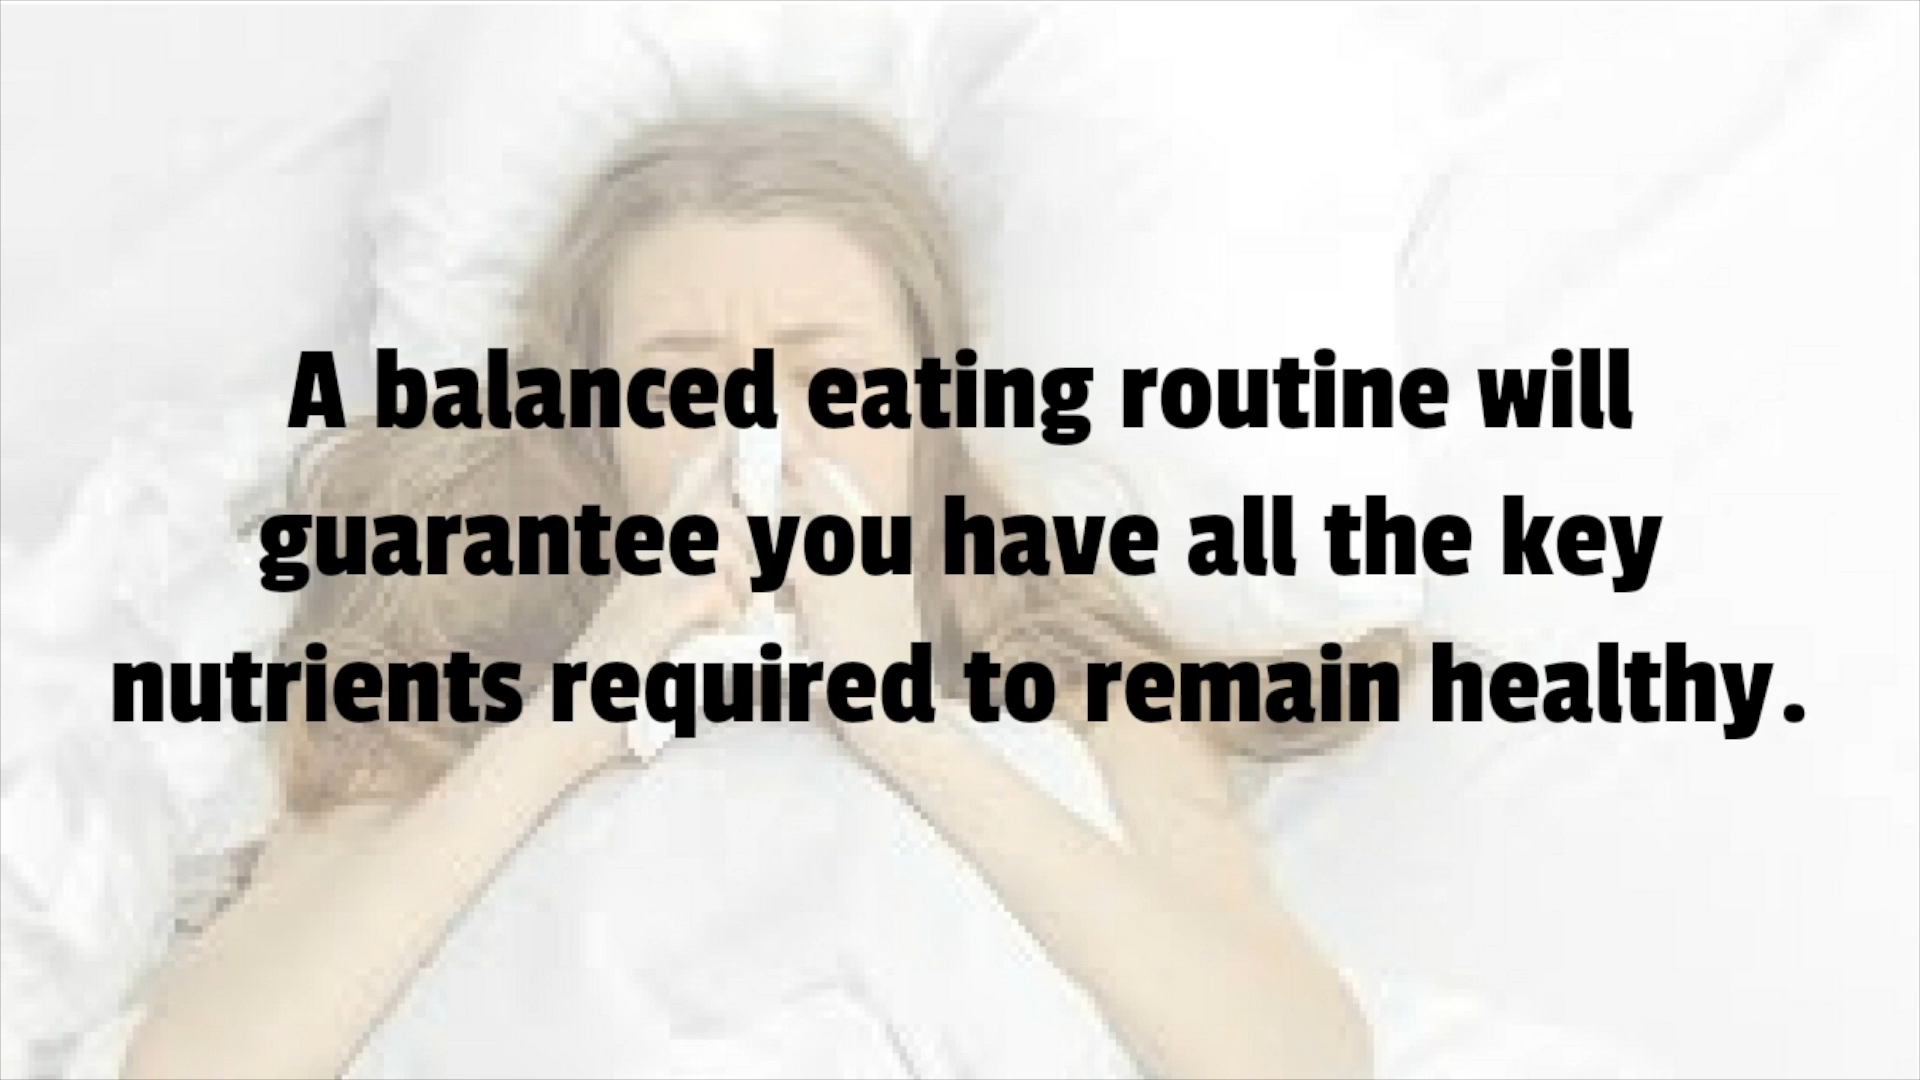 A balanced eating routine will
guarantee you have all the key
nutrients required to remain healthy.